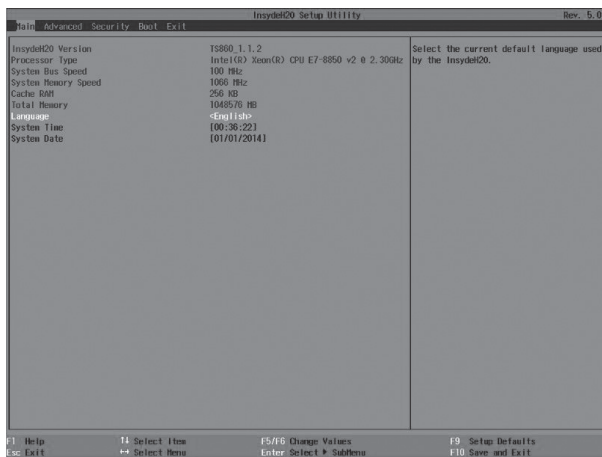 InsydeH20 Setup Utility Rev. 5.0
Main Advanced Security Boot Exit
InsydeH20 Version TS860_1.1.2
Processor Type Intel(R) Xeon(R) CPU E7-8850 v2 @ 2.30GHz
System Bus Speed 100 MHz
System Memory Speed 1066 MHz
Cache RAM 256 KB
Total Memory 1048576 MB
Language <English>
System Time [00:36:22]
System Date [01/01/2014]
Select the current default language used
by the InsydeH20.
F1 Help ↑↓ Select Item F5/F6 Change Values F9 Setup Defaults
Esc Exit ↔ Select Menu Enter Select ▶ SubMenu F10 Save and Exit